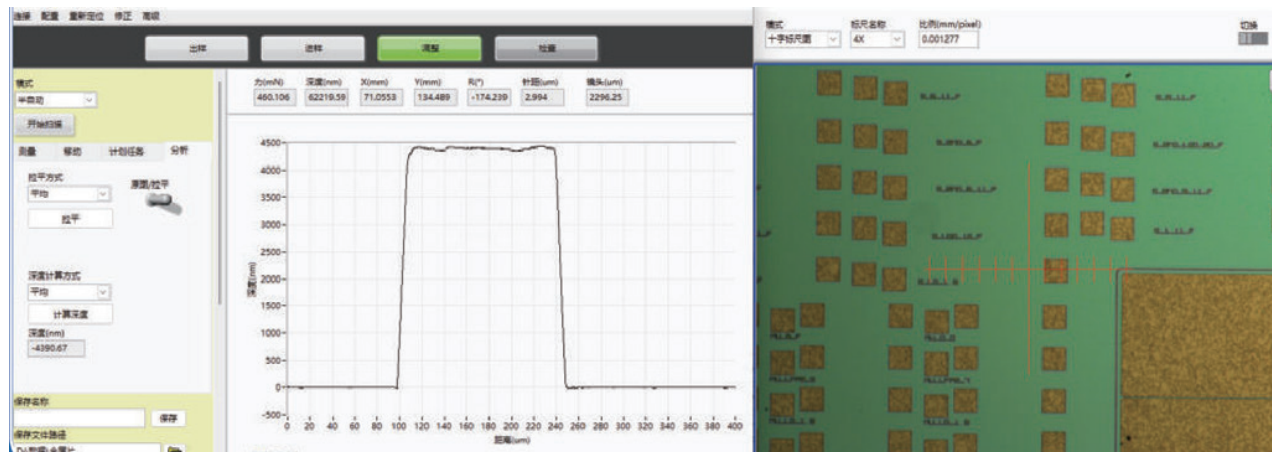 连接 配置 重新定位 修正 高级
出样 进样 调整 检查
模式
半自动
开始扫描
测量 移动 计划任务 分析
拉平方式
平均
原图/拉平
拉平
深度计算方式
平均
计算深度
深度(nm)
-4390.67
保存名称
保存
保存文件路径
力(mN) 深度(nm) X(mm) Y(mm) R(°) 针距(um) 镜头(um)
460.106 62219.59 71.0553 134.489 -174.239 2.994 2296.25
深度(nm)
4500
4000
3500
3000
2500
2000
1500
1000
500
0
-500
0 20 40 60 80 100 120 140 160 180 200 220 240 260 280 300 320 340 360 380 400
距离(um)
模式 标尺名称 比例(mm/pixel) 切换
十字标尺图 4X 0.001277